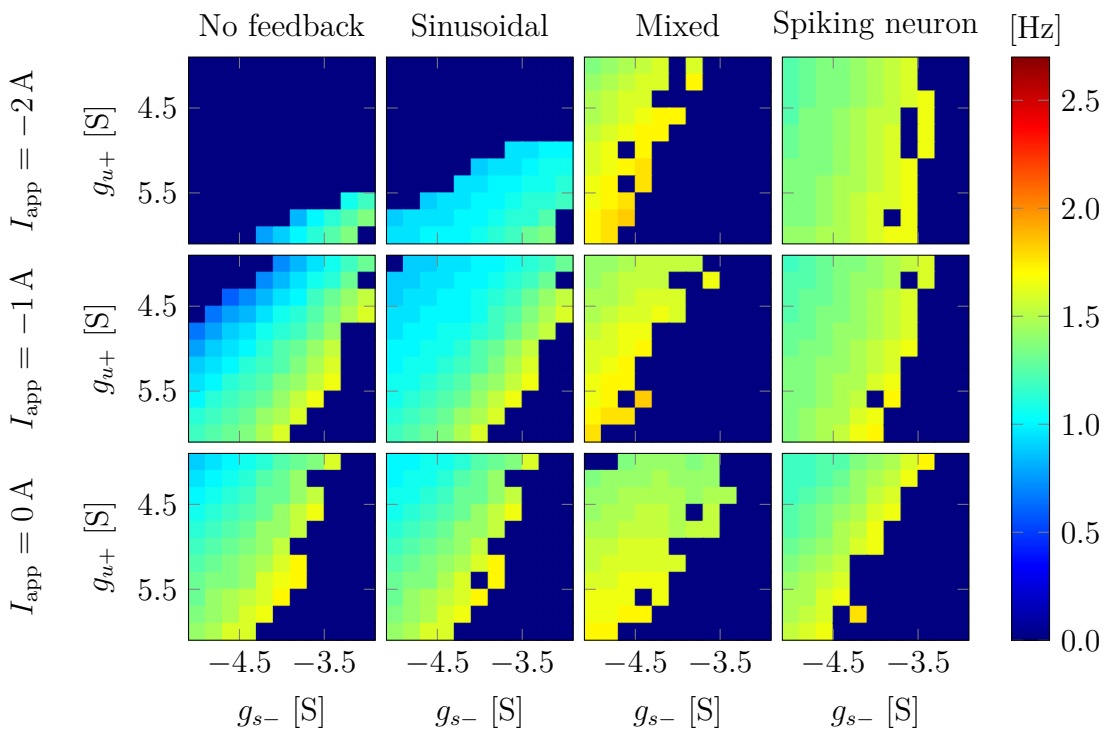 No feedback Sinusoidal Mixed Spiking neuron [Hz]
I_app = −2 A
g_u+ [S]
4.5
5.5
I_app = −1 A
g_u+ [S]
4.5
5.5
I_app = 0 A
g_u+ [S]
4.5
5.5
2.5
2.0
1.5
1.0
0.5
0.0
−4.5 −3.5 −4.5 −3.5 −4.5 −3.5 −4.5 −3.5
g_s− [S] g_s− [S] g_s− [S] g_s− [S]